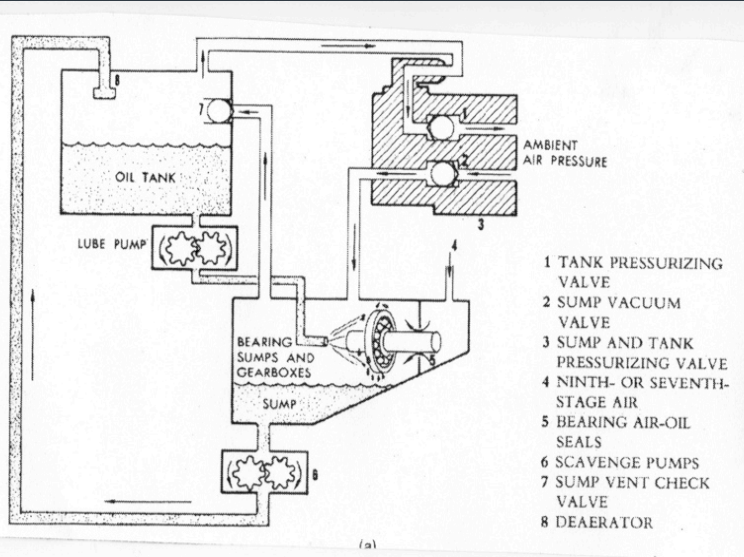 8
7
1
2
AMBIENT
AIR PRESSURE
OIL TANK
3
4
LUBE PUMP
BEARING
SUMPS AND
GEARBOXES
5
SUMP
6
1 TANK PRESSURIZING
VALVE
2 SUMP VACUUM
VALVE
3 SUMP AND TANK
PRESSURIZING VALVE
4 NINTH- OR SEVENTH-
STAGE AIR
5 BEARING AIR-OIL
SEALS
6 SCAVENGE PUMPS
7 SUMP VENT CHECK
VALVE
8 DEAERATOR
(a)